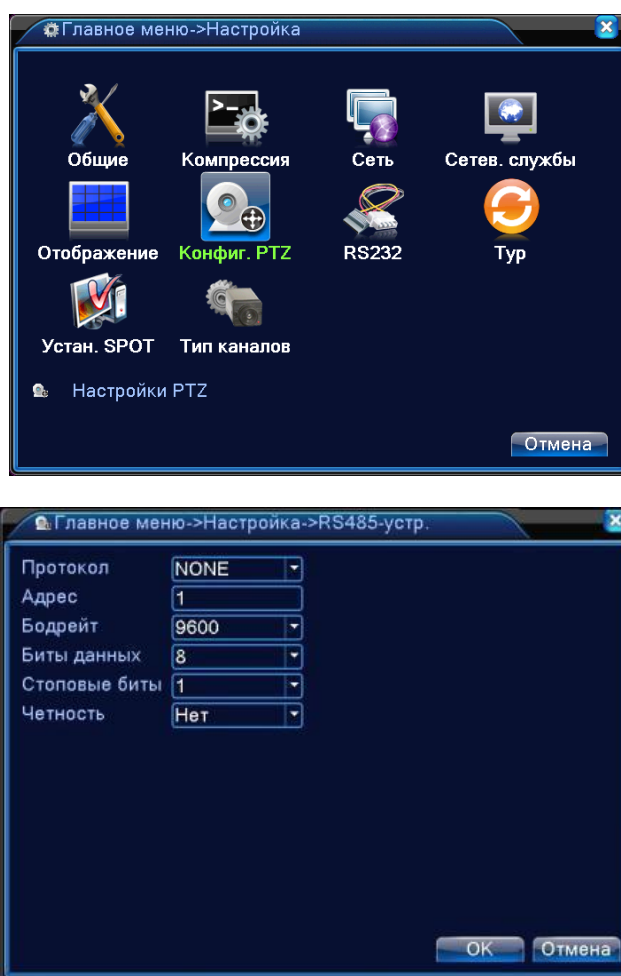 Главное меню->Настройка
Общие Компрессия Сеть Сетев. службы
Отображение Конфиг. PTZ RS232 Тур
Устан. SPOT Тип каналов
Настройки PTZ
Отмена
Главное меню->Настройка->RS485-устр.
Протокол NONE
Адрес 1
Бодрейт 9600
Биты данных 8
Стоповые биты 1
Четность Нет
OK Отмена